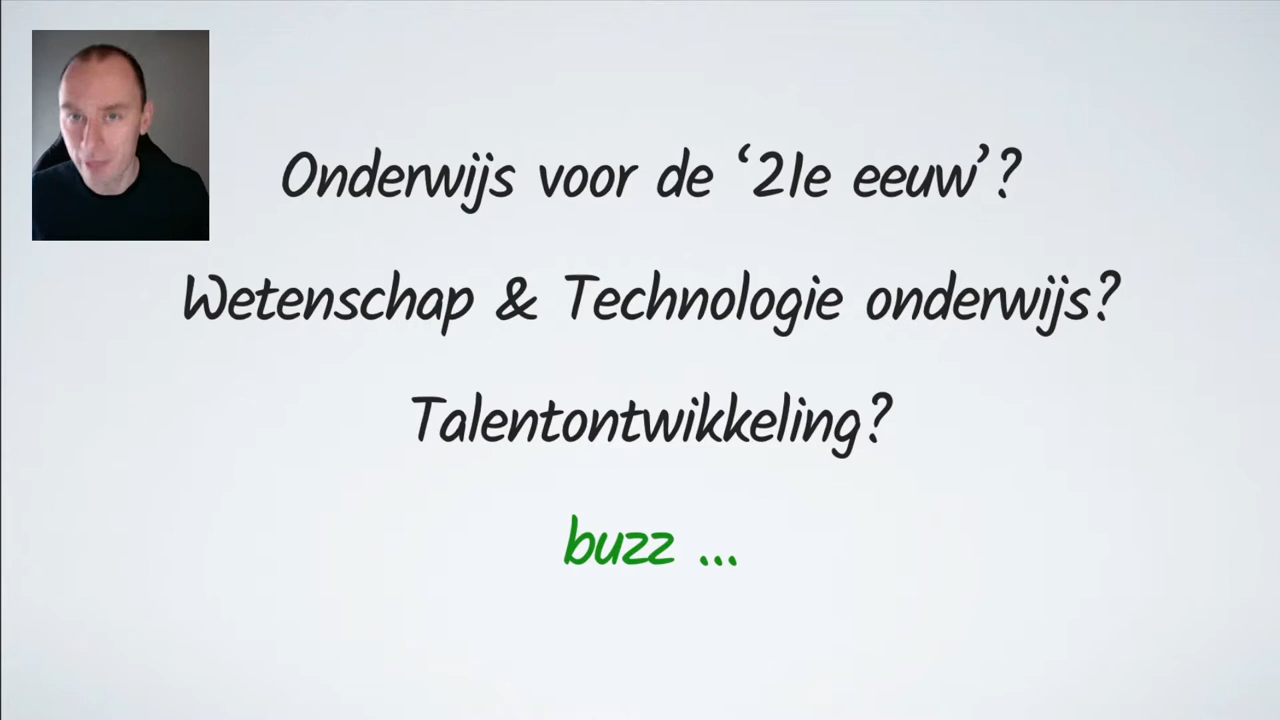 Onderwijs voor de ‘21e eeuw’?
Wetenschap & Technologie onderwijs?
Talentontwikkeling?
buzz ...